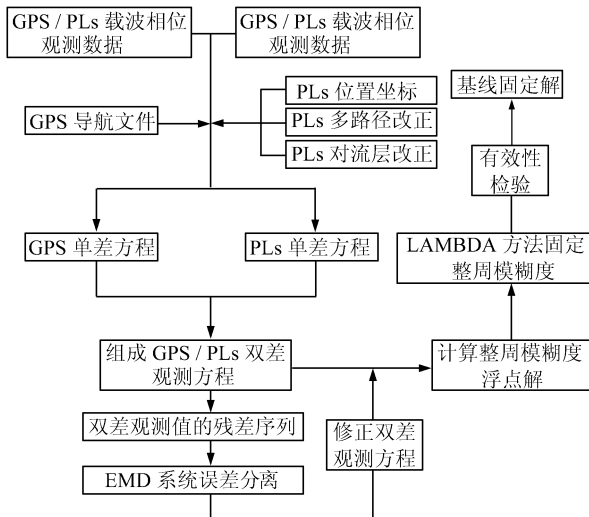 GPS / PLs 载波相位
观测数据
GPS / PLs 载波相位
观测数据
GPS 导航文件
PLs 位置坐标
PLs 多路径改正
PLs 对流层改正
基线固定解
有效性
检验
GPS 单差方程
PLs 单差方程
LAMBDA 方法固定
整周模糊度
组成 GPS / PLs 双差
观测方程
计算整周模糊度
浮点解
双差观测值的残差序列
修正双差
观测方程
EMD 系统误差分离